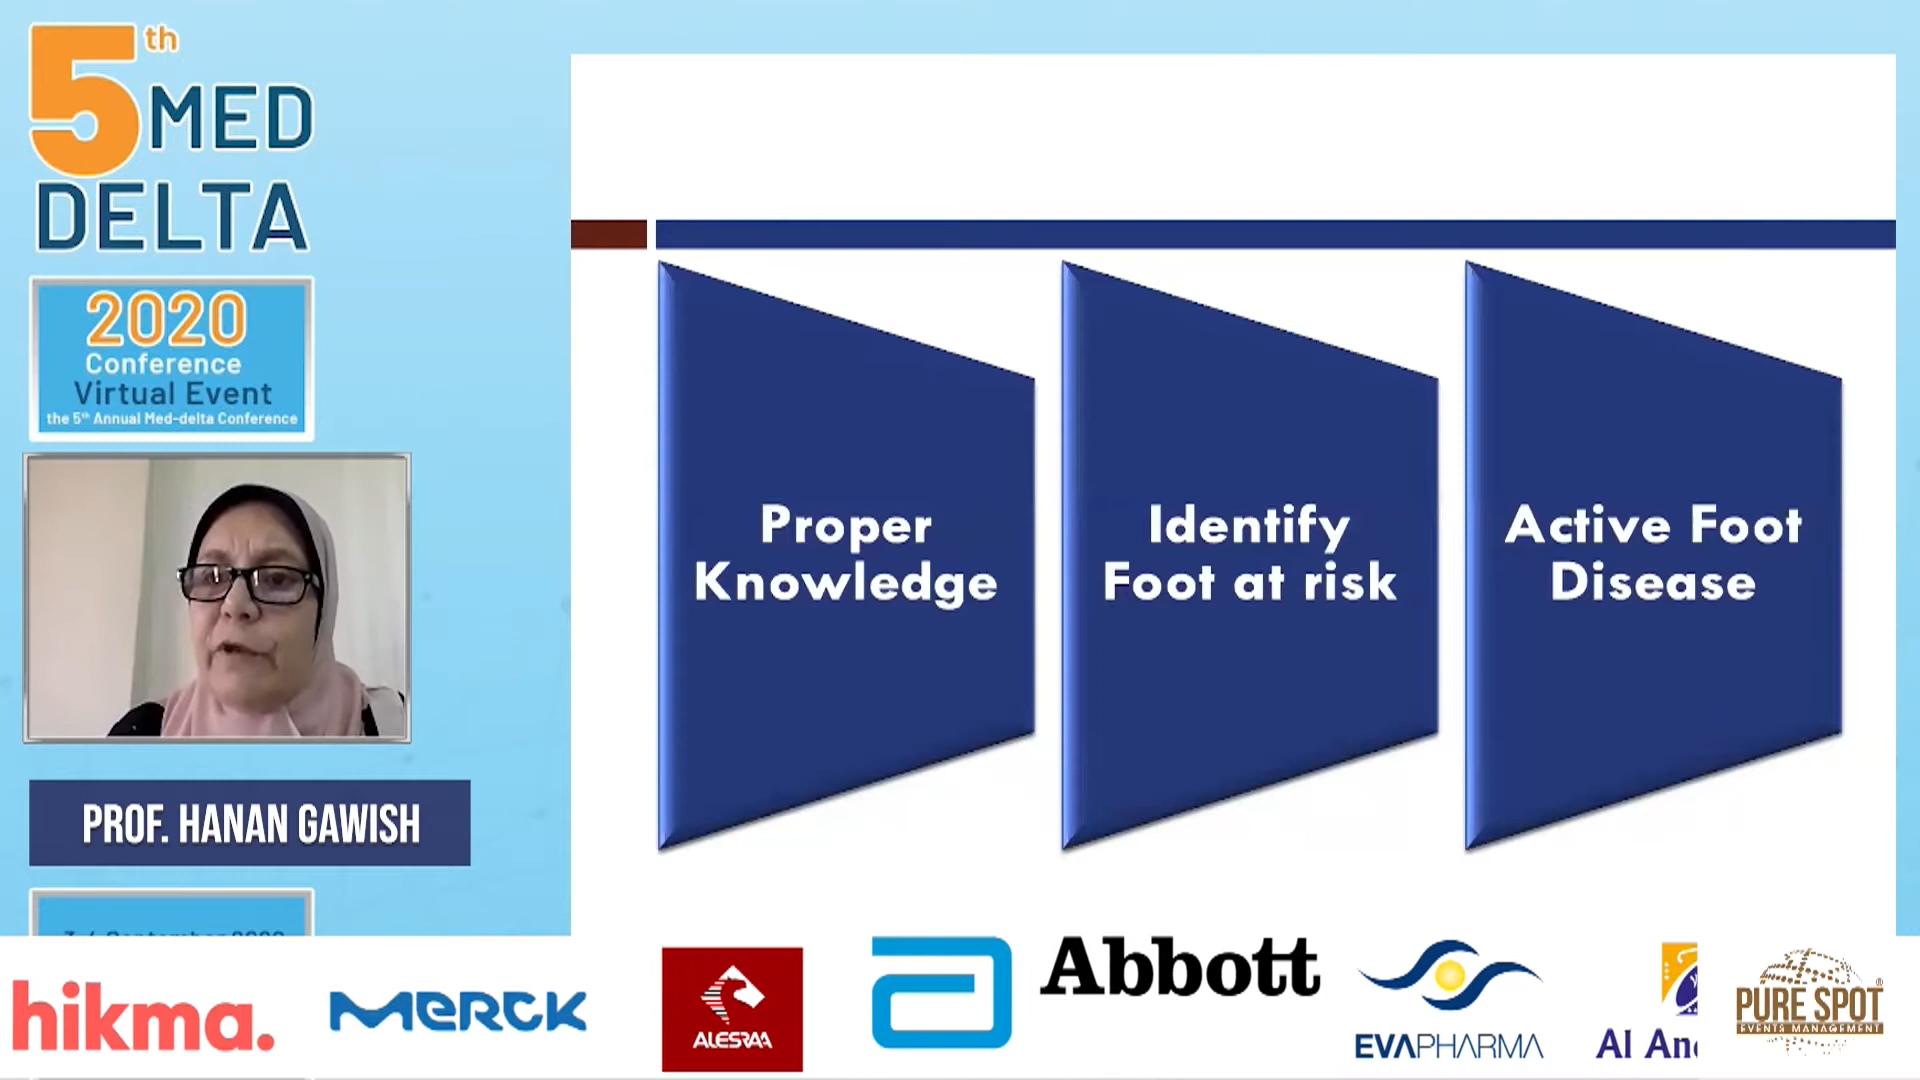 5th MED
DELTA
2020
Conference
Virtual Event
the 5th Annual Med-delta Conference
PROF. HANAN GAWISH
Proper
Knowledge
Identify
Foot at risk
Active Foot
Disease
hikma.
MERCK
ALESRAA
Abbott
EVAPHARMA
Al
PURE SPOT
EVENTS MANAGEMENT